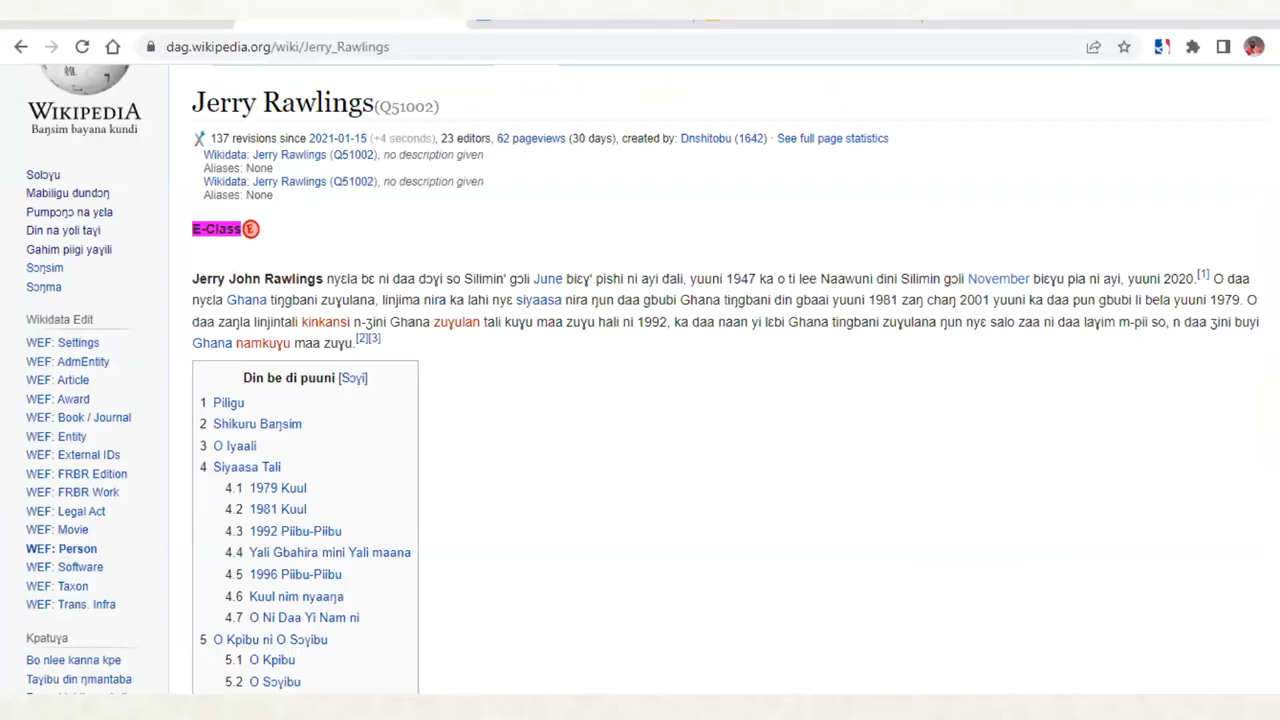 dag.wikipedia.org/wiki/Jerry_Rawlings
WIKIPEDIA
Baŋsim bayana kundi
Solɔɣu
Mabiligu dundɔŋ
Pumpɔŋɔ na yɛla
Din na yoli taɣi
Gahim piigi yaɣili
Sɔŋsim
Sɔŋma
Wikidata Edit
WEF: Settings
WEF: AdmEntity
WEF: Article
WEF: Award
WEF: Book / Journal
WEF: Entity
WEF: External IDs
WEF: FRBR Edition
WEF: FRBR Work
WEF: Legal Act
WEF: Movie
WEF: Person
WEF: Software
WEF: Taxon
WEF: Trans. Infra
Kpatuɣa
Bo nlee kanna kpe
Taɣibu din ŋmantaba
Jerry Rawlings(Q51002)
137 revisions since 2021-01-15 (+4 seconds), 23 editors, 62 pageviews (30 days), created by: Dnshitobu (1642) · See full page statistics
Wikidata: Jerry Rawlings (Q51002), no description given
Aliases: None
Wikidata: Jerry Rawlings (Q51002), no description given
Aliases: None
E-Class E
Jerry John Rawlings nyɛla bɛ ni daa dɔɣi so Silimin' gɔli June biɛɣ' pishi ni ayi dali, yuuni 1947 ka o ti lee Naawuni dini Silimin gɔli November biɛɣu pia ni ayi, yuuni 2020.[1] O daa
nyɛla Ghana tiŋgbani zuɣulana, linjima nira ka lahi nyɛ siyaasa nira ŋun daa gbubi Ghana tiŋgbani din gbaai yuuni 1981 zaŋ chaŋ 2001 yuuni ka daa pun gbubi li bela yuuni 1979. O
daa zaŋla linjintali kinkansi n-ʒini Ghana zuɣulan tali kuɣu maa zuɣu hali ni 1992, ka daa naan yi lɛbi Ghana tingbani zuɣulana ŋun nyɛ salo zaa ni daa laɣim m-pii so, n daa ʒini buyi
Ghana namkuɣu maa zuɣu.[2][3]
Din be di puuni [Sɔɣi]
1 Piligu
2 Shikuru Baŋsim
3 O Iyaali
4 Siyaasa Tali
4.1 1979 Kuul
4.2 1981 Kuul
4.3 1992 Piibu-Piibu
4.4 Yali Gbahira mini Yali maana
4.5 1996 Piibu-Piibu
4.6 Kuul nim nyaaŋa
4.7 O Ni Daa Yi Nam ni
5 O Kpibu ni O Sɔɣibu
5.1 O Kpibu
5.2 O Sɔɣibu